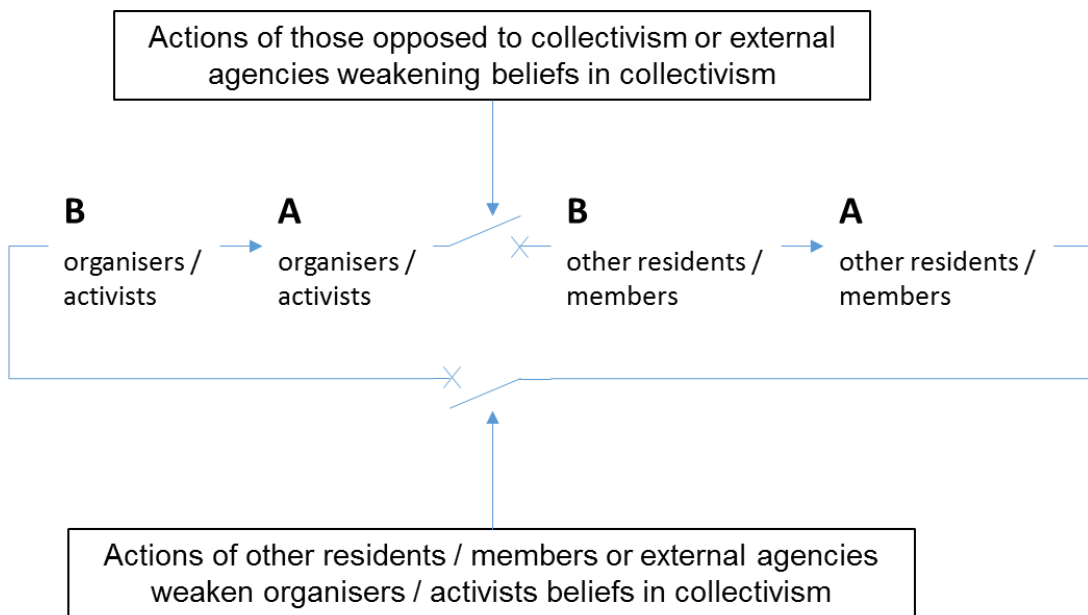 Actions of those opposed to collectivism or external
agencies weakening beliefs in collectivism
B
organisers /
activists
A
organisers /
activists
B
other residents /
members
A
other residents /
members
Actions of other residents / members or external agencies
weaken organisers / activists beliefs in collectivism